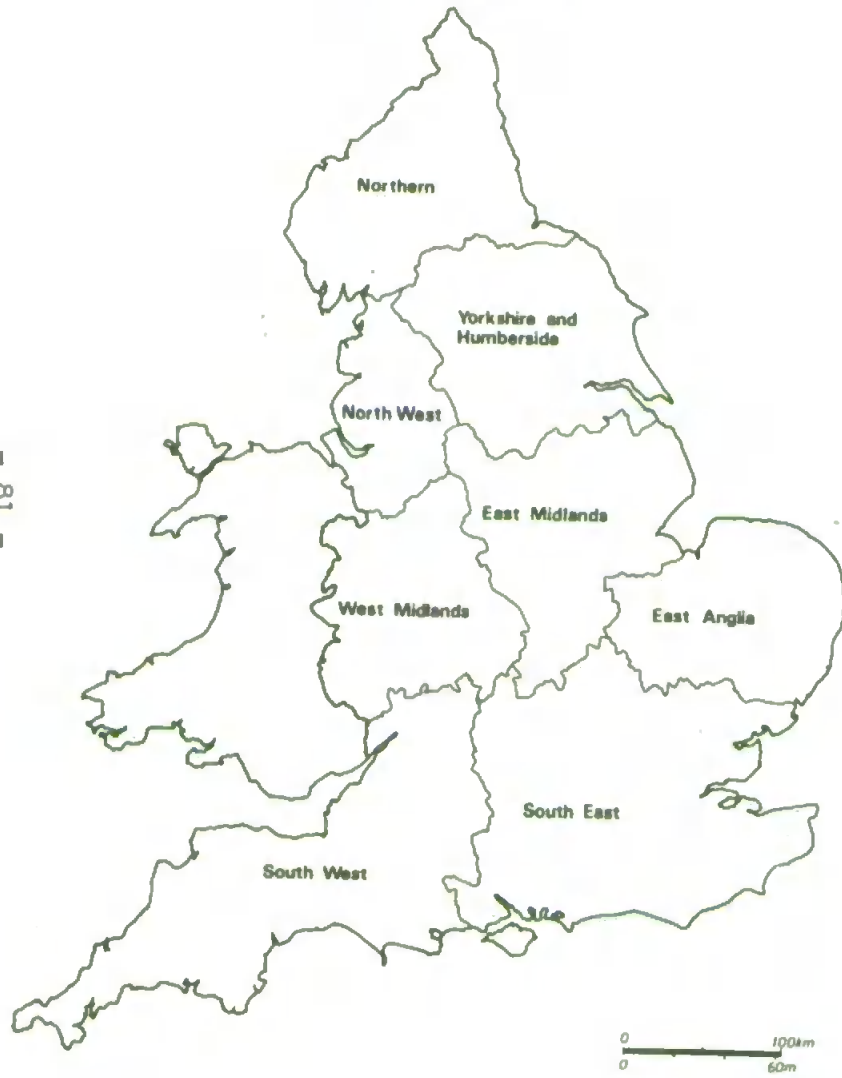 Northern
Yorkshire and
Humberside
North West
East Midlands
West Midlands
East Anglia
South East
South West
- 81 -
0 100km
0 60m